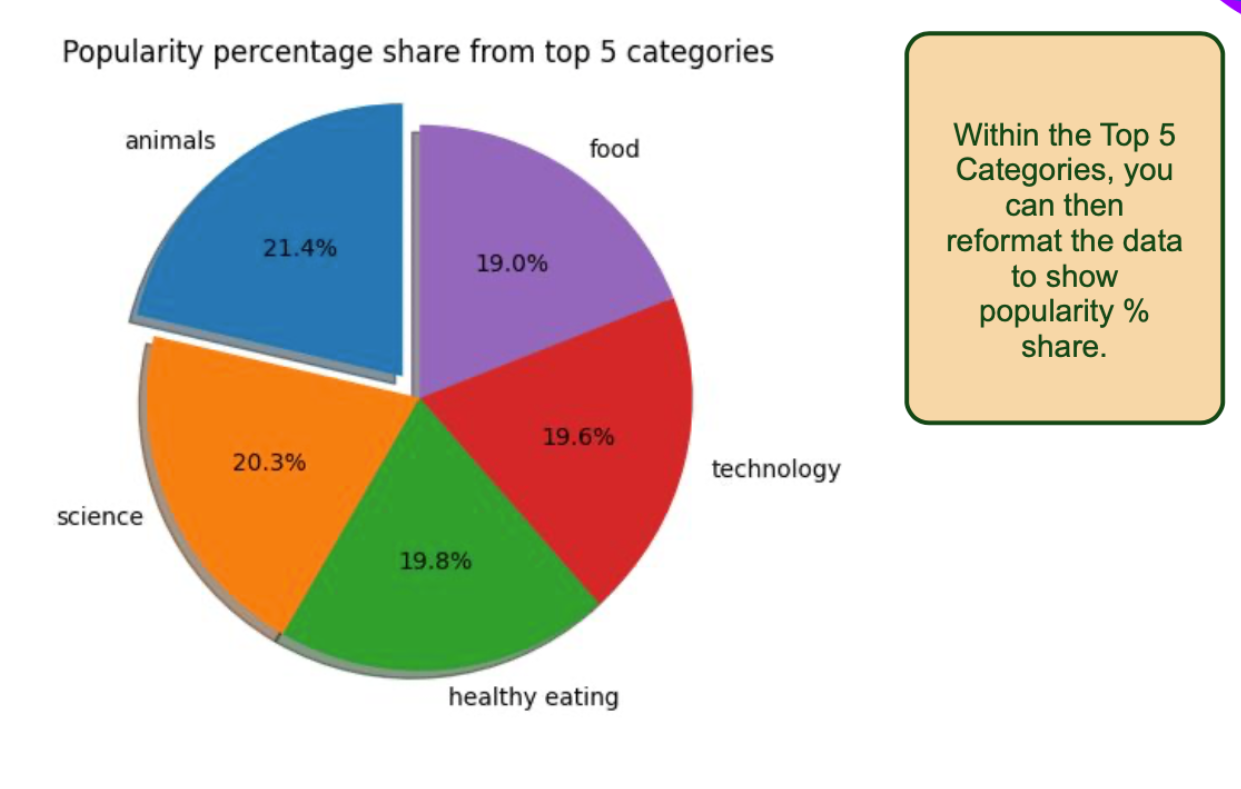 Popularity percentage share from top 5 categories
animals
food
21.4%
19.0%
19.6%
20.3%
technology
science
19.8%
healthy eating
Within the Top 5
Categories, you
can then
reformat the data
to show
popularity %
share.